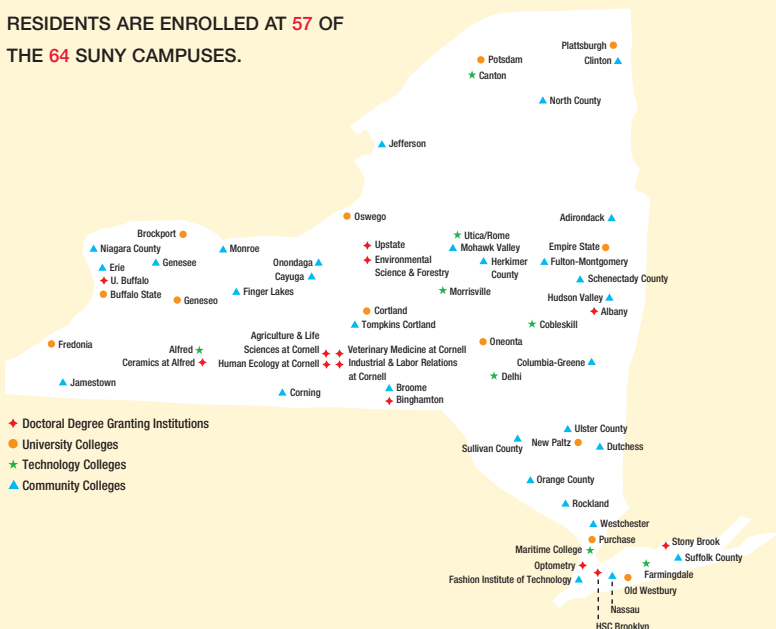 RESIDENTS ARE ENROLLED AT 57 OF
THE 64 SUNY CAMPUSES.
Plattsburgh
Clinton
Potsdam
Canton
North County
Jefferson
Oswego
Adirondack
Brockport
Niagara County
Monroe
Utica/Rome
Upstate
Mohawk Valley
Empire State
Erie
Genesee
Onondaga
Environmental
Science & Forestry
Herkimer
County
Fulton-Montgomery
U. Buffalo
Cayuga
Schenectady County
Buffalo State
Geneseo
Finger Lakes
Morrisville
Hudson Valley
Albany
Cortland
Tompkins Cortland
Cobleskill
Fredonia
Alfred
Ceramics at Alfred
Agriculture & Life
Sciences at Cornell
Human Ecology at Cornell
Veterinary Medicine at Cornell
Industrial & Labor Relations
at Cornell
Oneonta
Columbia-Greene
Delhi
Jamestown
Corning
Broome
Binghamton
Doctoral Degree Granting Institutions
University Colleges
Technology Colleges
Community Colleges
Ulster County
Sullivan
County
New Paltz
Dutchess
Orange County
Rockland
Westchester
Purchase
Maritime College
Stony Brook
Suffolk County
Optometry
Fashion Institute of Technology
Farmingdale
Old Westbury
Nassau
HSC Brooklyn